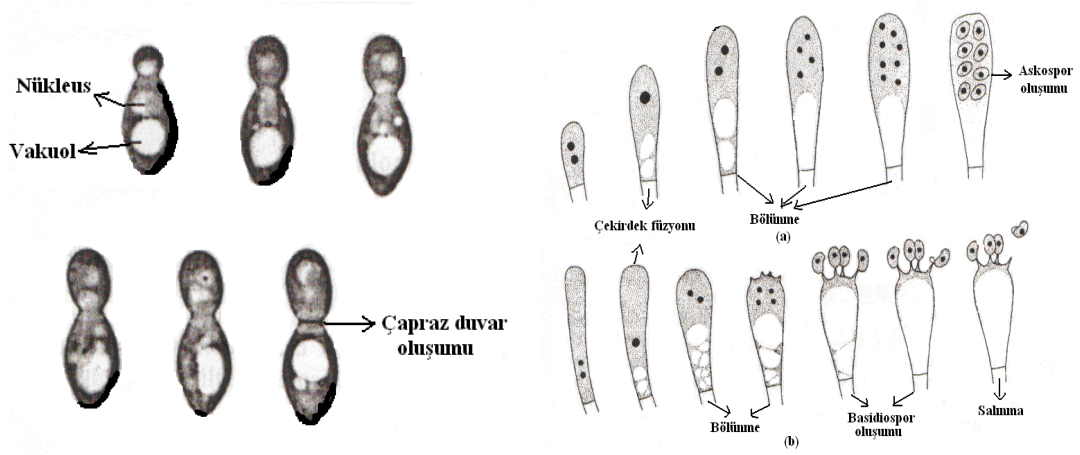 Nükleus
Vakuol
Çapraz duvar
oluşumu
Askospor
oluşumu
Çekirdek füzyonu
Bölünme
(a)
Bölünme
Basidiospor
oluşumu
Salınma
(b)